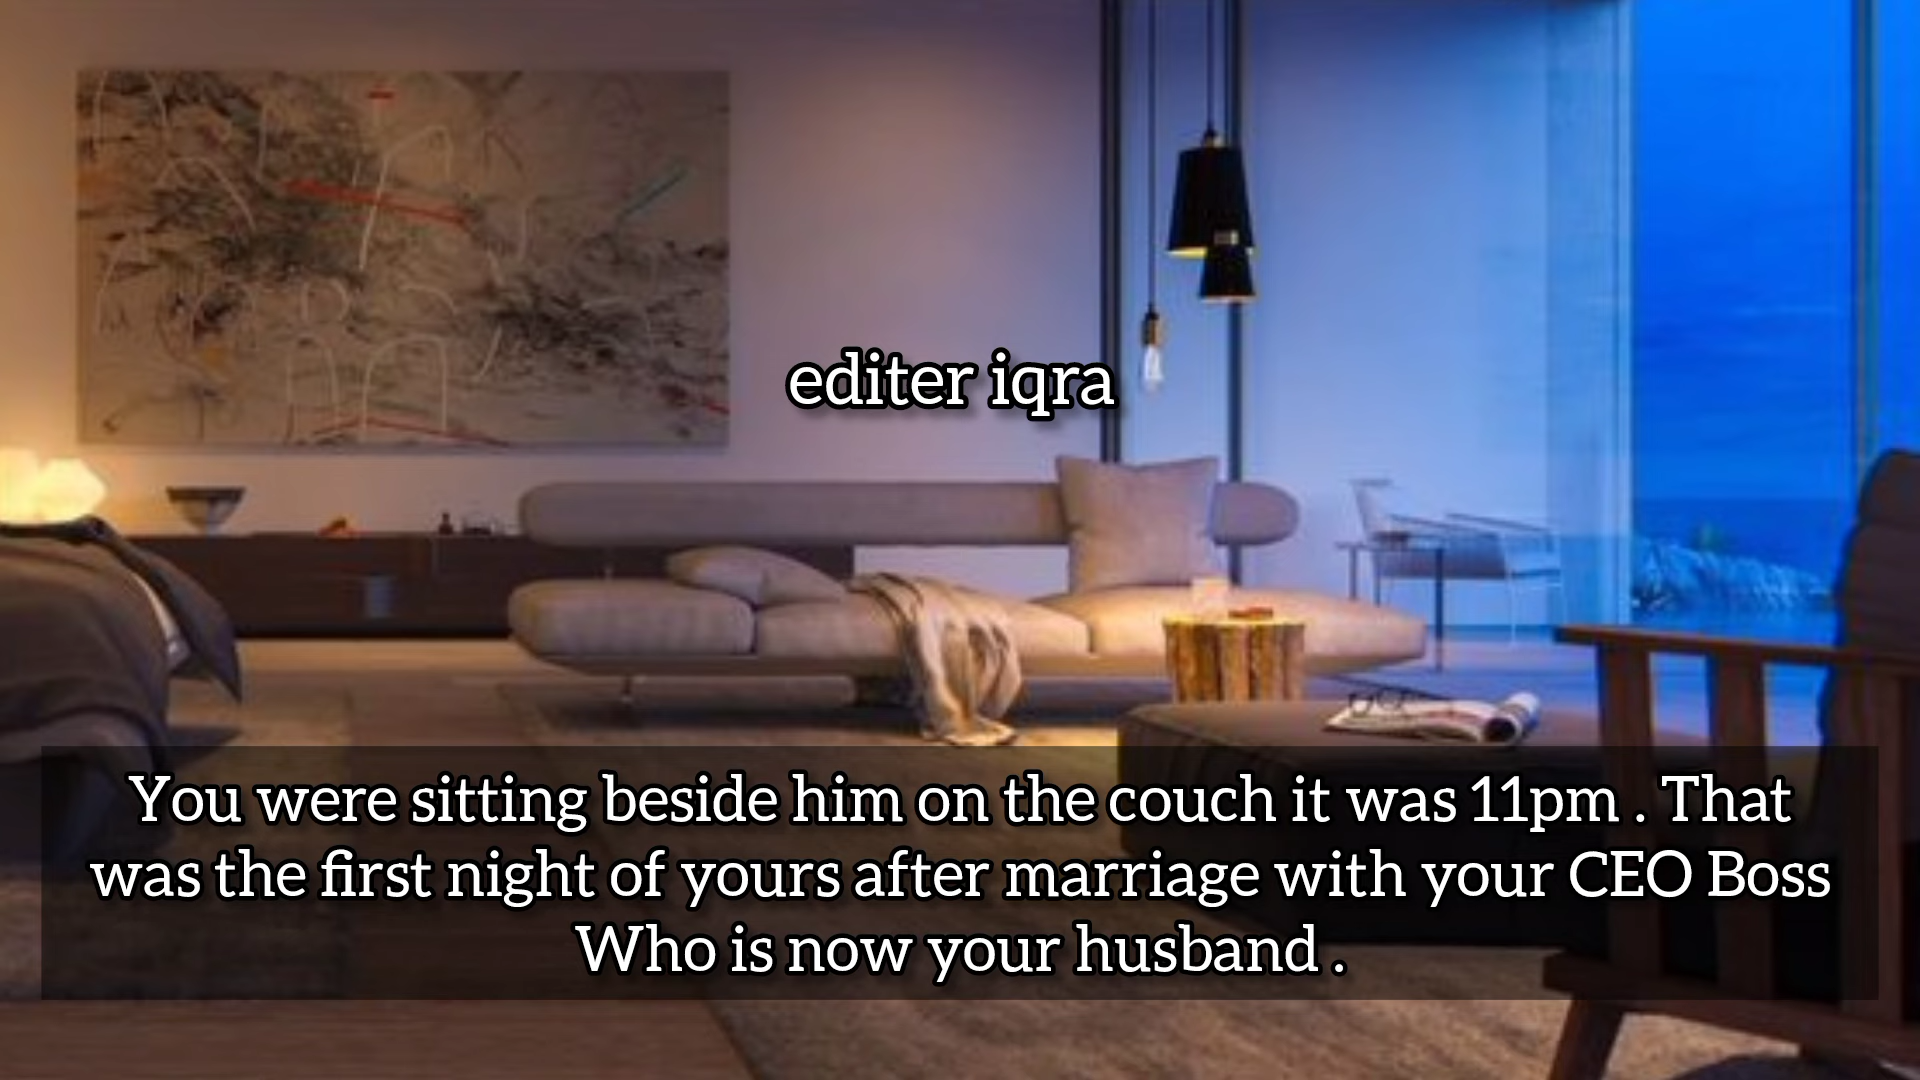 editer iqra
You were sitting beside him on the couch it was 11pm . That
was the first night of yours after marriage with your CEO Boss
Who is now your husband .